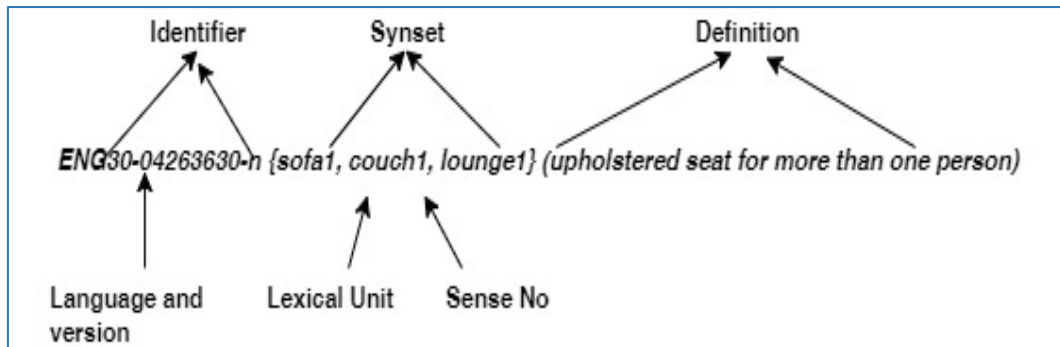 Identifier Synset Definition
ENG30-04263630-n {sofa1, couch1, lounge1} (upholstered seat for more than one person)
Language and version Lexical Unit Sense No